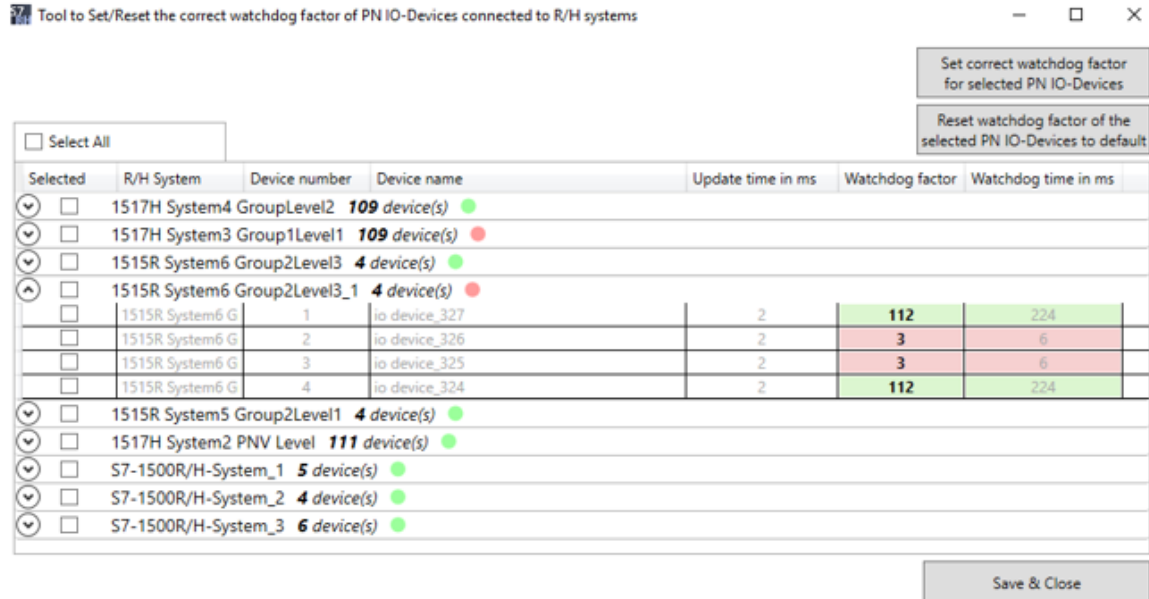 Tool to Set/Reset the correct watchdog factor of PN IO-Devices connected to R/H systems
Set correct watchdog factor
for selected PN IO-Devices
Reset watchdog factor of the
selected PN IO-Devices to default
Select All
Selected R/H System Device number Device name Update time in ms Watchdog factor Watchdog time in ms
1517H System4 GroupLevel2 109 device(s)
1517H System3 Group1Level1 109 device(s)
1515R System6 Group2Level3 4 device(s)
1515R System6 Group2Level3_1 4 device(s)
1515R System6 G 1 io device_327 2 112 224
1515R System6 G 2 io device_326 2 3 6
1515R System6 G 3 io device_325 2 3 6
1515R System6 G 4 io device_324 2 112 224
1515R System5 Group2Level1 4 device(s)
1517H System2 PNV Level 111 device(s)
S7-1500R/H-System_1 5 device(s)
S7-1500R/H-System_2 4 device(s)
S7-1500R/H-System_3 6 device(s)
Save & Close